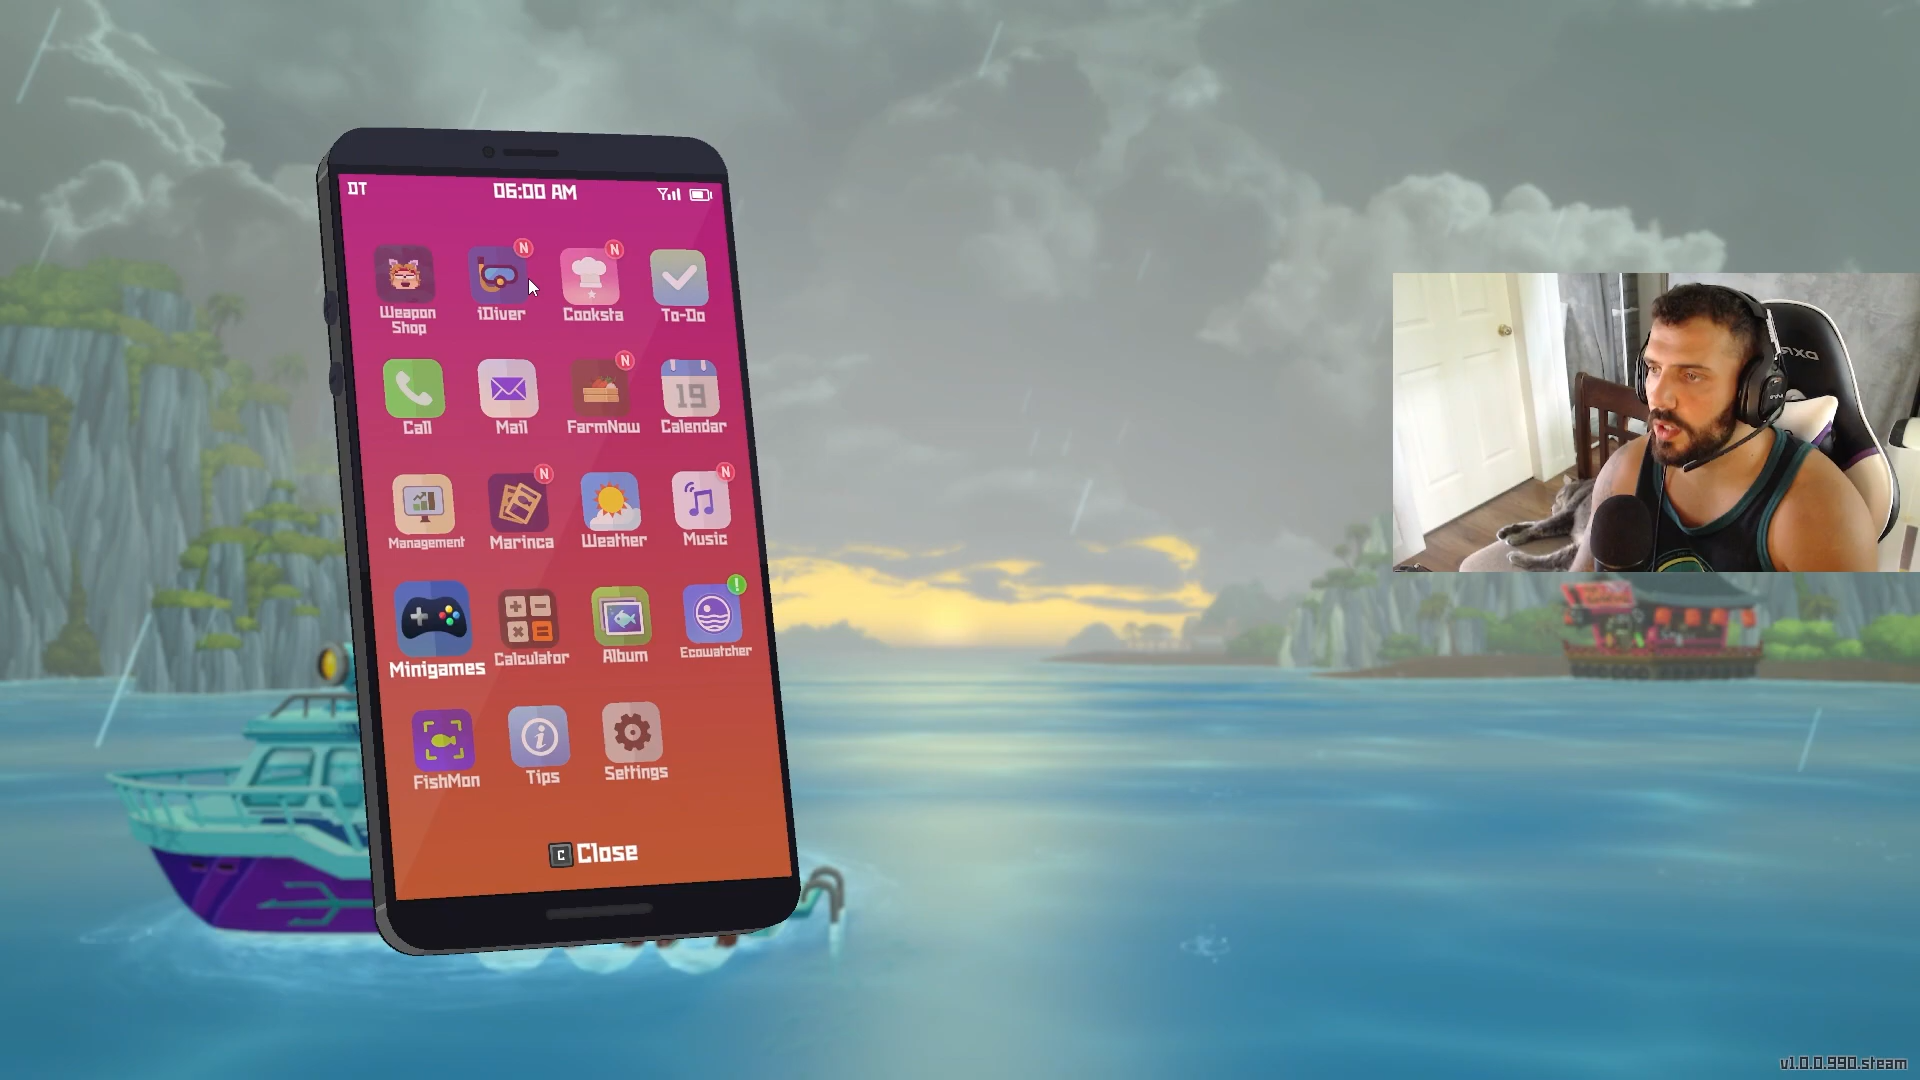 DT 06:00 AM
N N
Weapon Shop iDiver Cooksta To-Do
N
19
Call Mail FarmNow Calendar
N N
Management Marinca Weather Music
!
Minigames Calculator Album Ecowatcher
FishMon Tips Settings
C Close
v1.0.0.990.steam